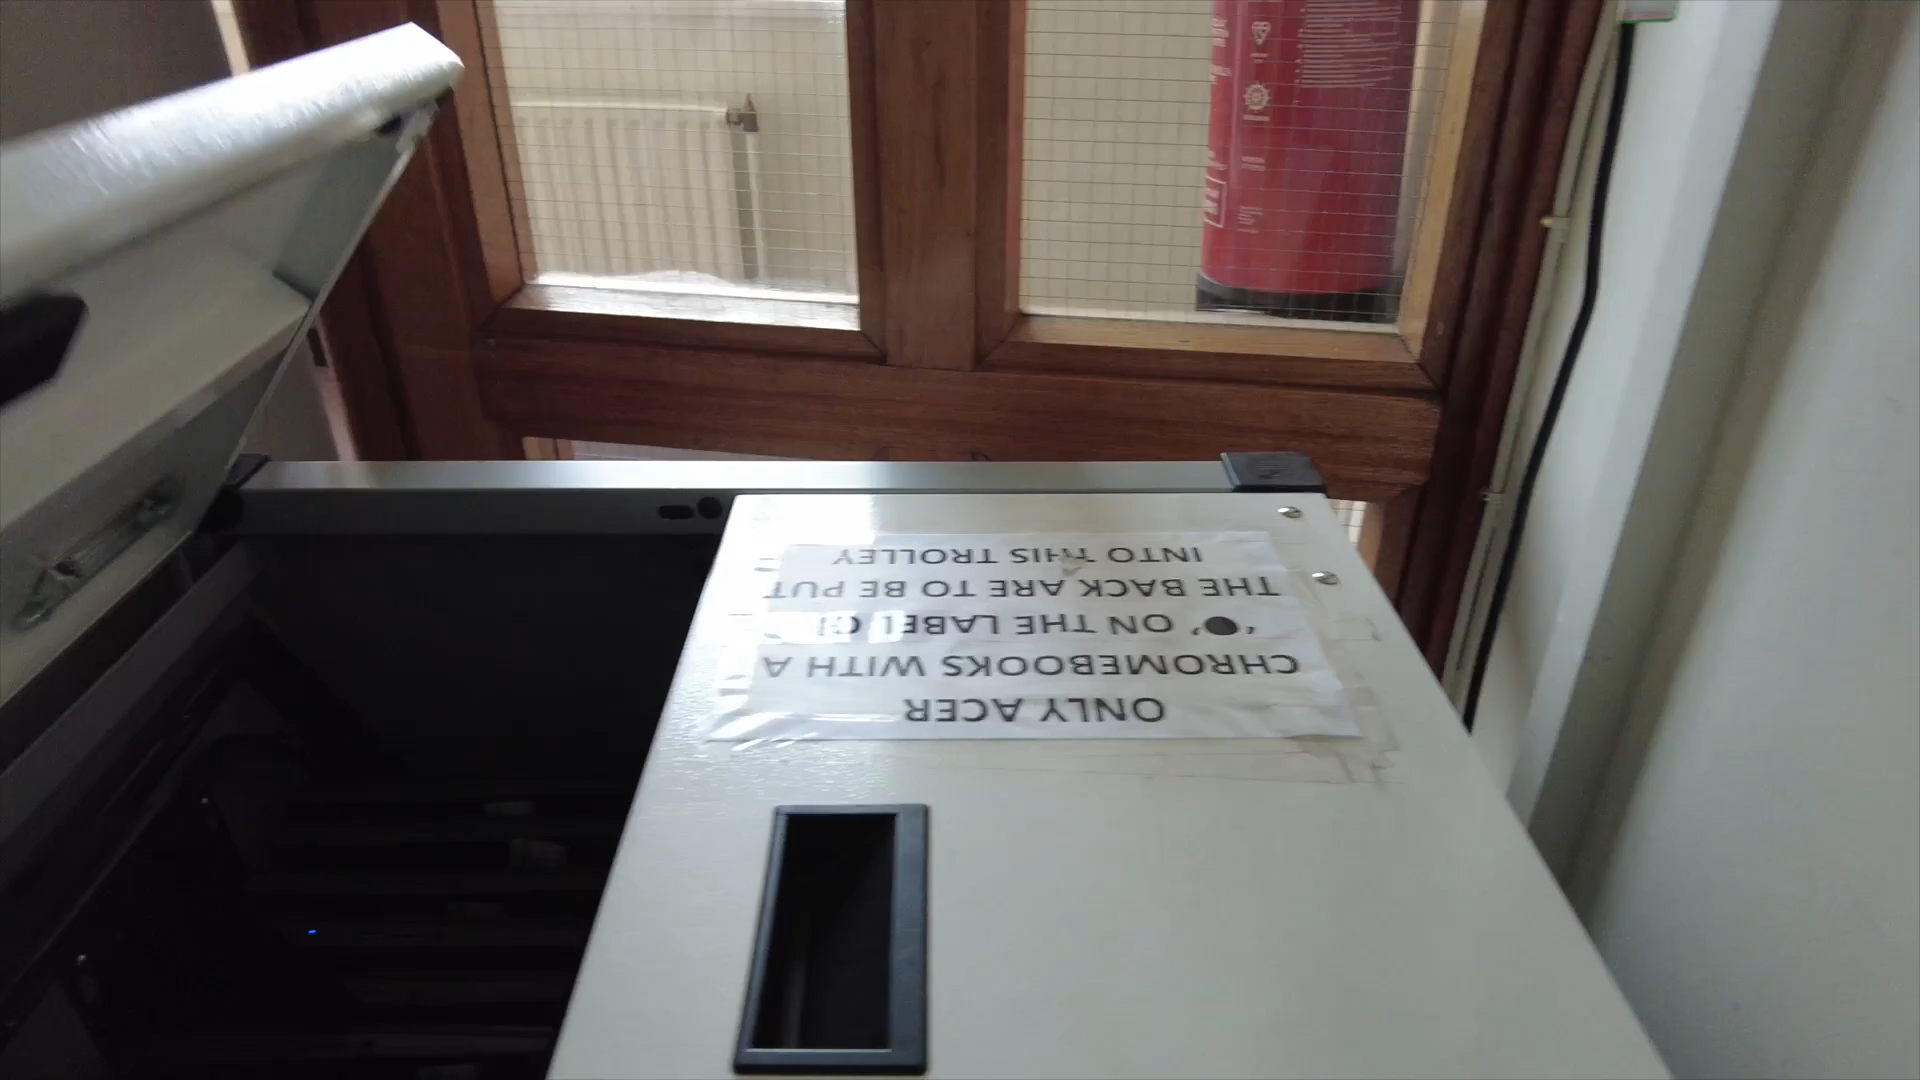 ONLY ACER
CHROMEBOOKS WITH A
'●' ON THE LABEL
THE BACK ARE TO BE PUT
INTO THIS TROLLEY